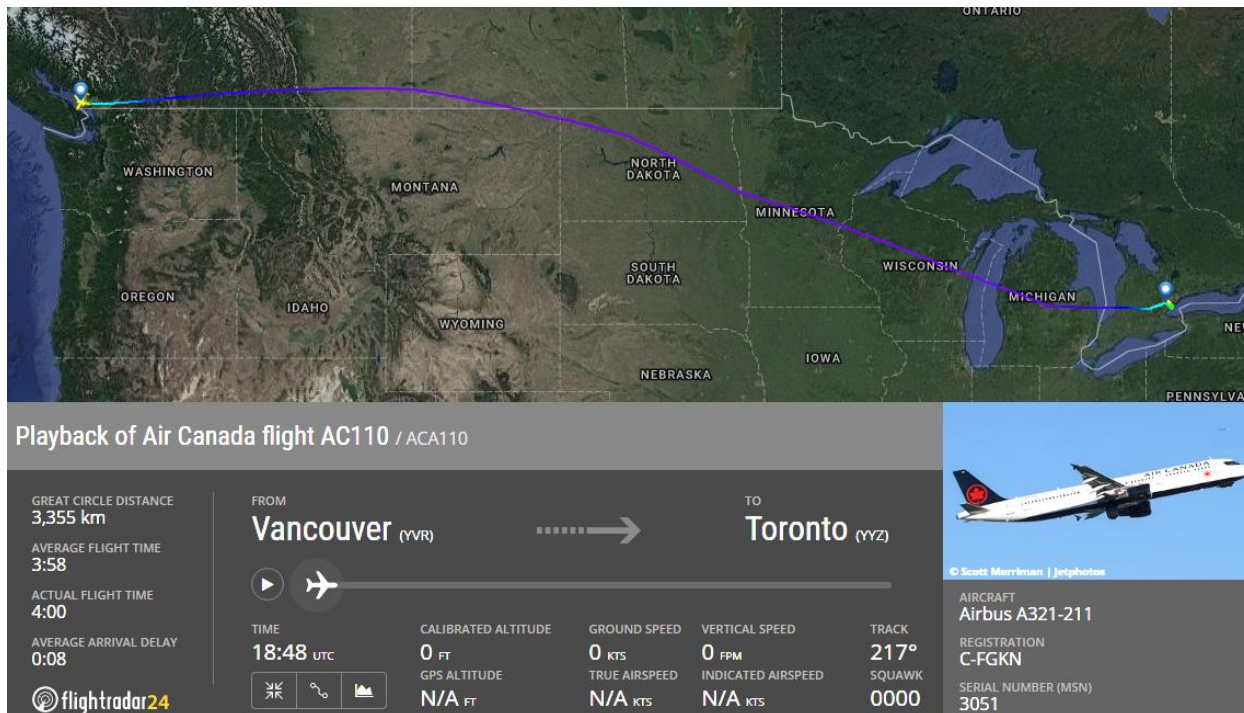 ONTARIO
WASHINGTON
MONTANA
NORTH
DAKOTA
MINNESOTA
SOUTH
DAKOTA
WISCONSIN
OREGON
IDAHO
MICHIGAN
WYOMING
NE
IOWA
NEBRASKA
PENNSYLVA
Playback of Air Canada flight AC110 / ACA110
GREAT CIRCLE DISTANCE
3,355 km
AVERAGE FLIGHT TIME
3:58
ACTUAL FLIGHT TIME
4:00
AVERAGE ARRIVAL DELAY
0:08
flightradar24
FROM
Vancouver (YVR)
TO
Toronto (YYZ)
TIME
18:48 UTC
CALIBRATED ALTITUDE
0 FT
GPS ALTITUDE
N/A FT
GROUND SPEED
0 KTS
TRUE AIRSPEED
N/A KTS
VERTICAL SPEED
0 FPM
INDICATED AIRSPEED
N/A KTS
TRACK
217°
SQUAWK
0000
AIR CANADA
© Scott Merriman | Jetphotos
AIRCRAFT
Airbus A321-211
REGISTRATION
C-FGKN
SERIAL NUMBER (MSN)
3051